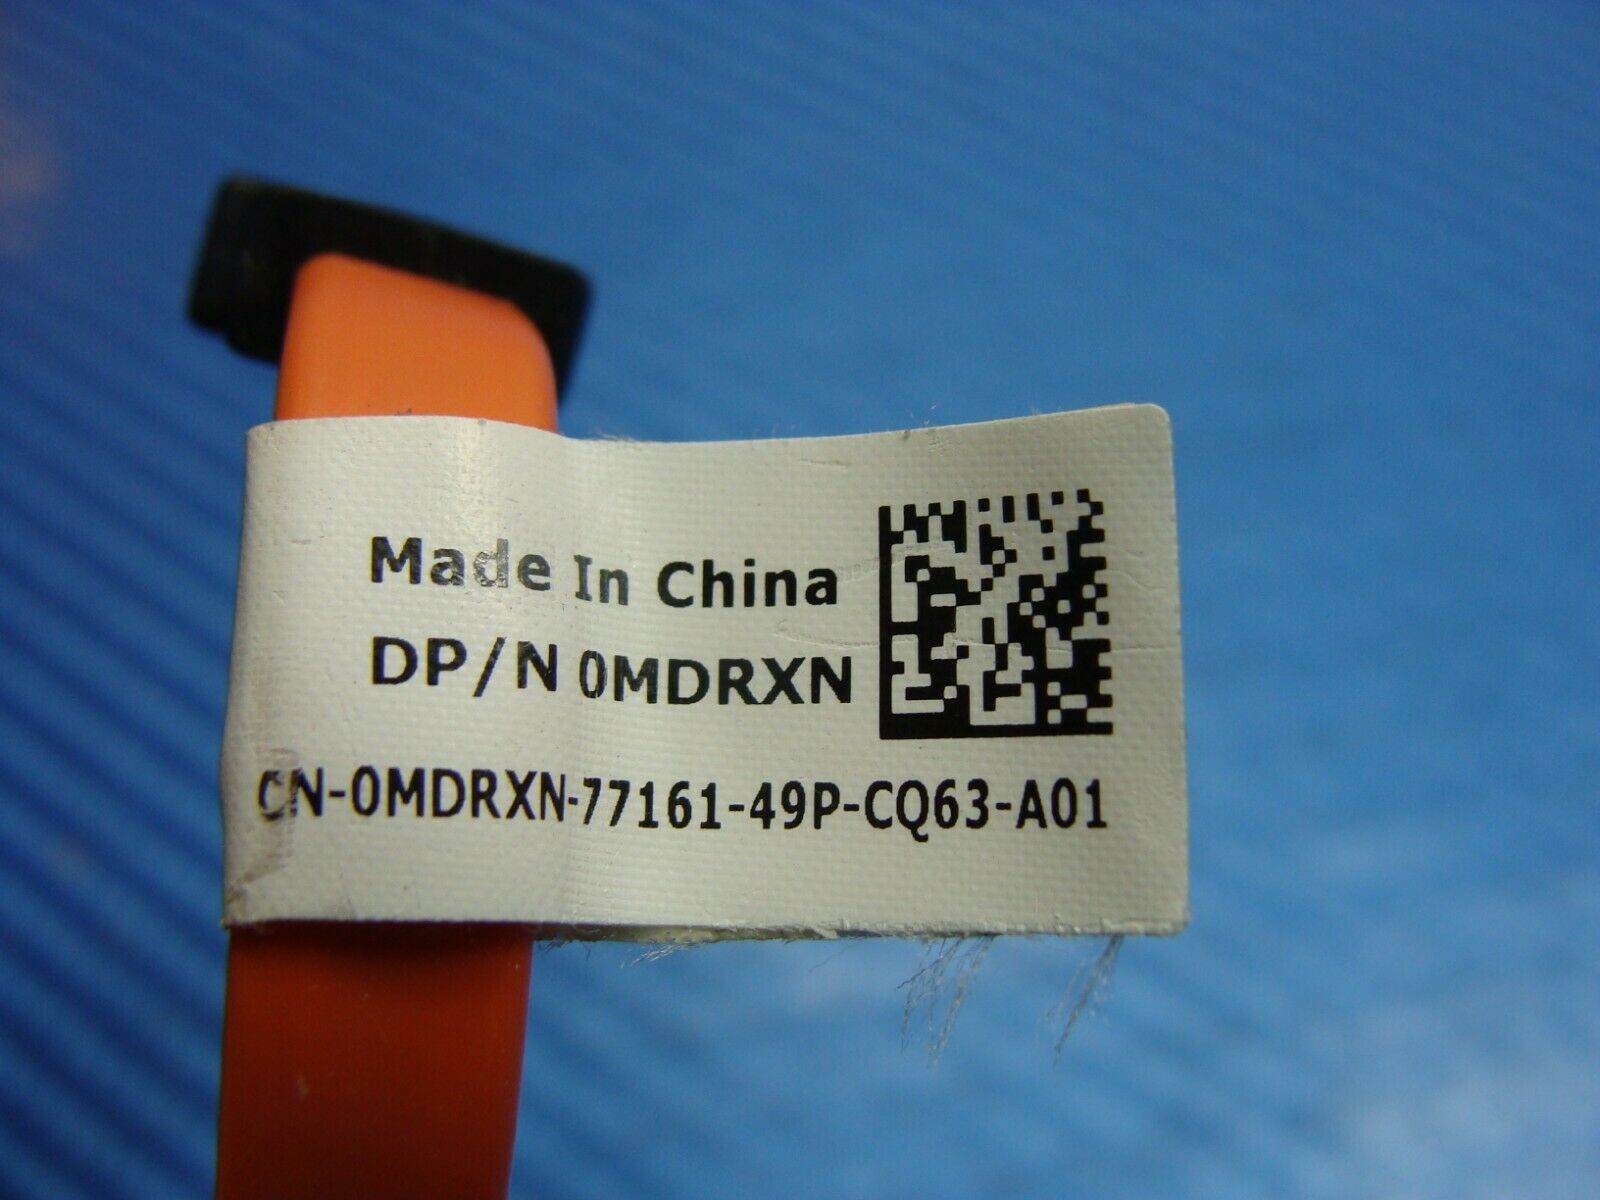 Made In China
DP/N 0MDRXN
CN-0MDRXN-77161-49P-CQ63-A01